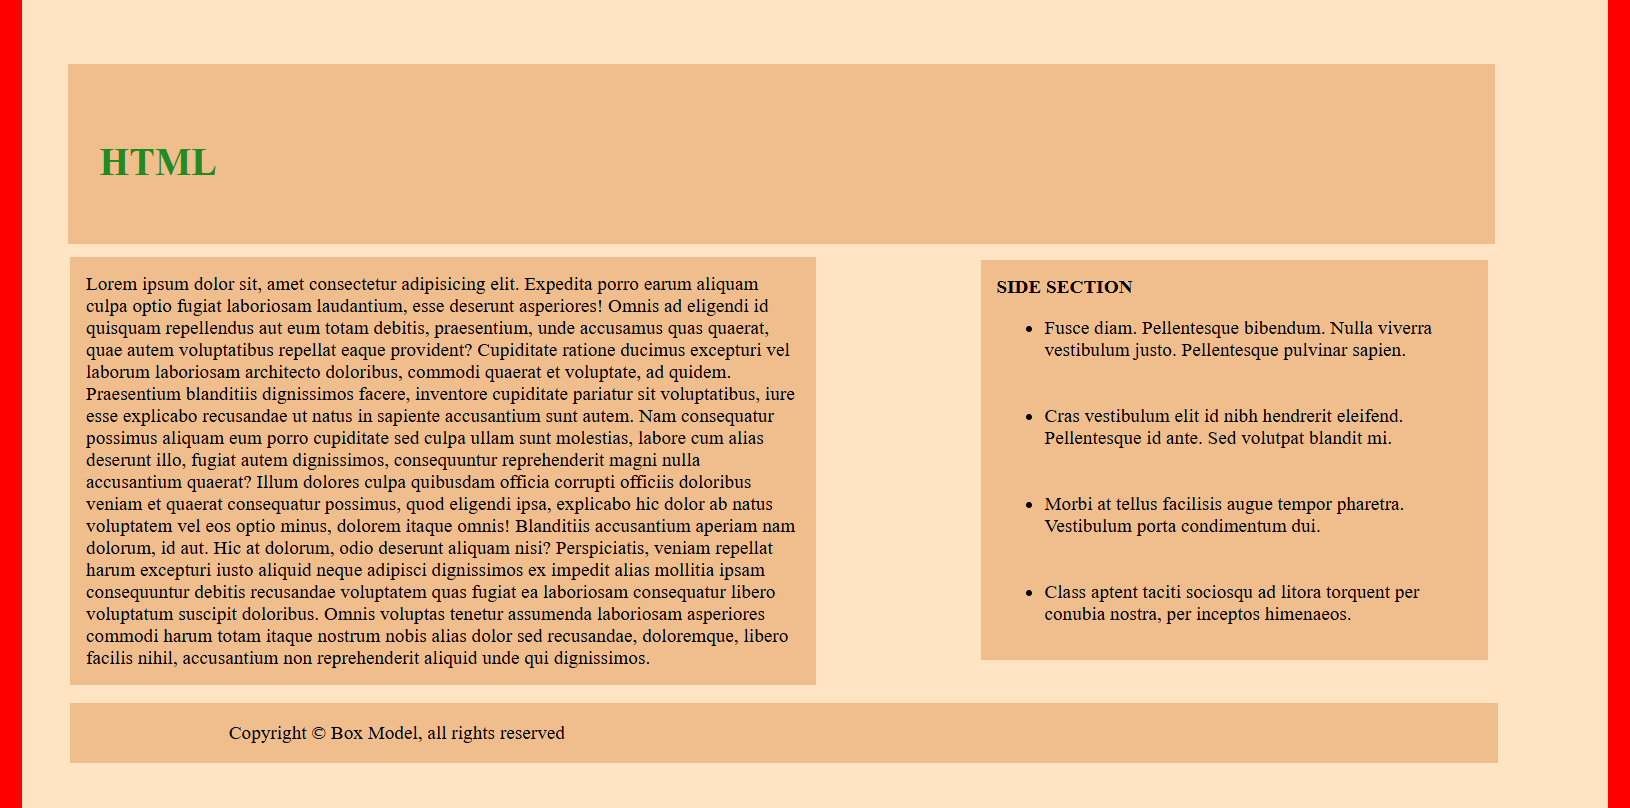 HTML
Lorem ipsum dolor sit, amet consectetur adipisicing elit. Expedita porro earum aliquam
culpa optio fugiat laboriosam laudantium, esse deserunt asperiores! Omnis ad eligendi id
quisquam repellendus aut eum totam debitis, praesentium, unde accusamus quas quaerat,
quae autem voluptatibus repellat eaque provident? Cupiditate ratione ducimus excepturi vel
laborum laboriosam architecto doloribus, commodi quaerat et voluptate, ad quidem.
Praesentium blanditiis dignissimos facere, inventore cupiditate pariatur sit voluptatibus, iure
esse explicabo recusandae ut natus in sapiente accusantium sunt autem. Nam consequatur
possimus aliquam eum porro cupiditate sed culpa ullam sunt molestias, labore cum alias
deserunt illo, fugiat autem dignissimos, consequuntur reprehenderit magni nulla
accusantium quaerat? Illum dolores culpa quibusdam officia corrupti officiis doloribus
veniam et quaerat consequatur possimus, quod eligendi ipsa, explicabo hic dolor ab natus
voluptatem vel eos optio minus, dolorem itaque omnis! Blanditiis accusantium aperiam nam
dolorum, id aut. Hic at dolorum, odio deserunt aliquam nisi? Perspiciatis, veniam repellat
harum excepturi iusto aliquid neque adipisci dignissimos ex impedit alias mollitia ipsam
consequuntur debitis recusandae voluptatem quas fugiat ea laboriosam consequatur libero
voluptatum suscipit doloribus. Omnis voluptas tenetur assumenda laboriosam asperiores
commodi harum totam itaque nostrum nobis alias dolor sed recusandae, doloremque, libero
facilis nihil, accusantium non reprehenderit aliquid unde qui dignissimos.
SIDE SECTION
• Fusce diam. Pellentesque bibendum. Nulla viverra
vestibulum justo. Pellentesque pulvinar sapien.
• Cras vestibulum elit id nibh hendrerit eleifend.
Pellentesque id ante. Sed volutpat blandit mi.
• Morbi at tellus facilisis augue tempor pharetra.
Vestibulum porta condimentum dui.
• Class aptent taciti sociosqu ad litora torquent per
conubia nostra, per inceptos himenaeos.
Copyright © Box Model, all rights reserved